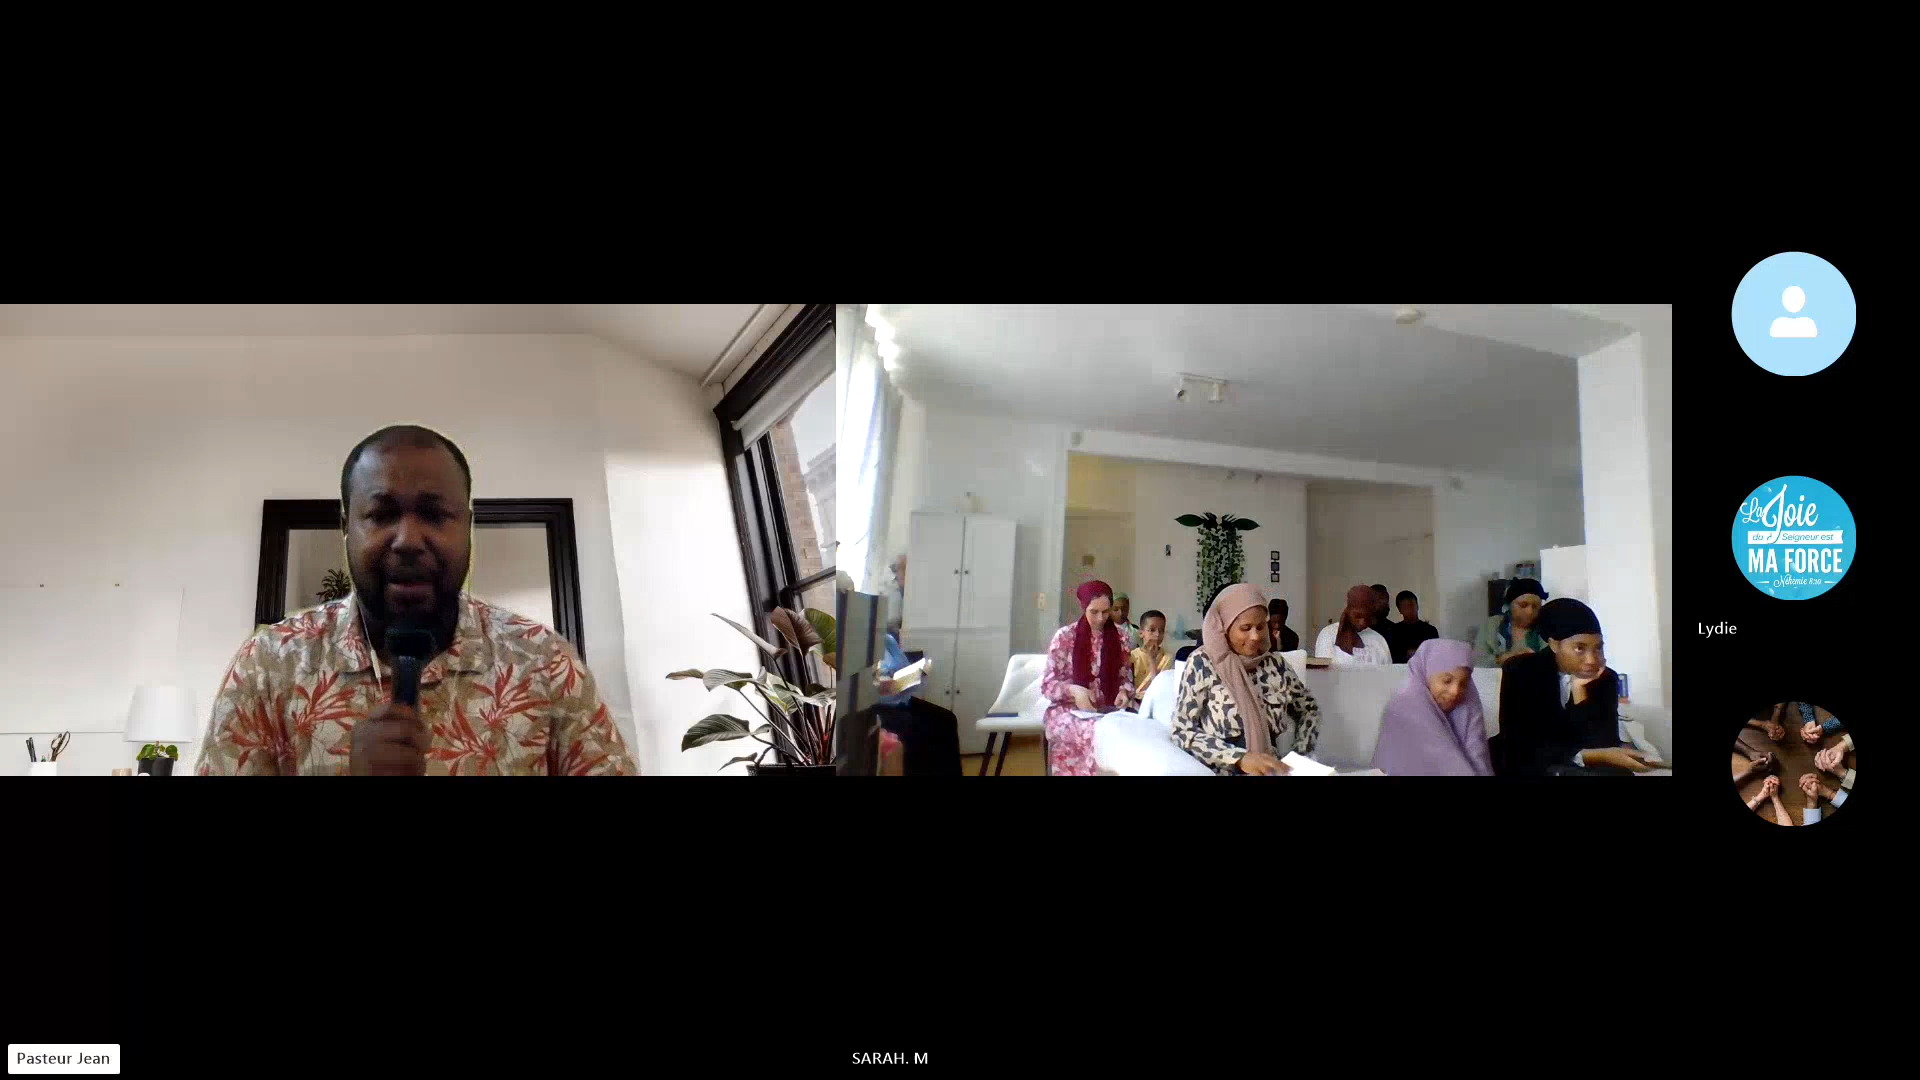 La Joie
du Seigneur est
MA FORCE
Néhémie 8:10
Lydie
Pasteur Jean
SARAH. M